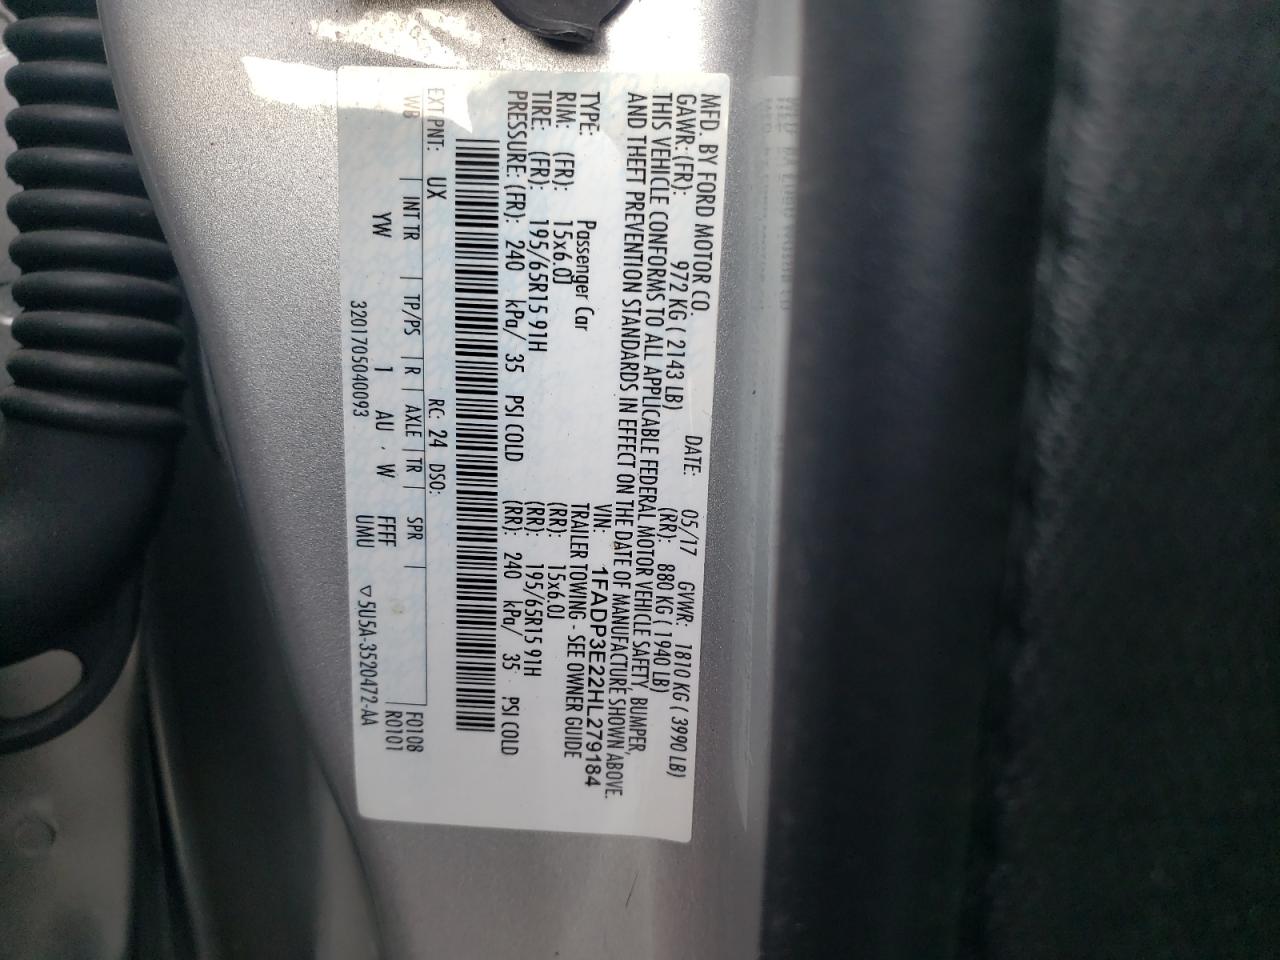 MFD. BY FORD MOTOR CO.
DATE: 05/17 GVWR: 1810 KG ( 3990 LB)
GAWR: (FR): 972 KG ( 2143 LB) (RR): 880 KG ( 1940 LB)
THIS VEHICLE CONFORMS TO ALL APPLICABLE FEDERAL MOTOR VEHICLE SAFETY, BUMPER,
AND THEFT PREVENTION STANDARDS IN EFFECT ON THE DATE OF MANUFACTURE SHOWN ABOVE.
VIN: 1FADP3E22HL279184
TYPE: Passenger Car TRAILER TOWING - SEE OWNER GUIDE
RIM: (FR): 15x6.0J (RR): 15x6.0J
TIRE: (FR): 195/65R15 91H (RR): 195/65R15 91H
PRESSURE: (FR): 240 kPa/ 35 PSI COLD (RR): 240 kPa/ 35 PSI COLD
EXT PNT: UX RC: 24 DSO:
WB INT TR TP/PS R AXLE TR SPR F0108
YW 1 AU . W FFFF R0101
3201705040093 UMU ▽5U5A-3520472-AA